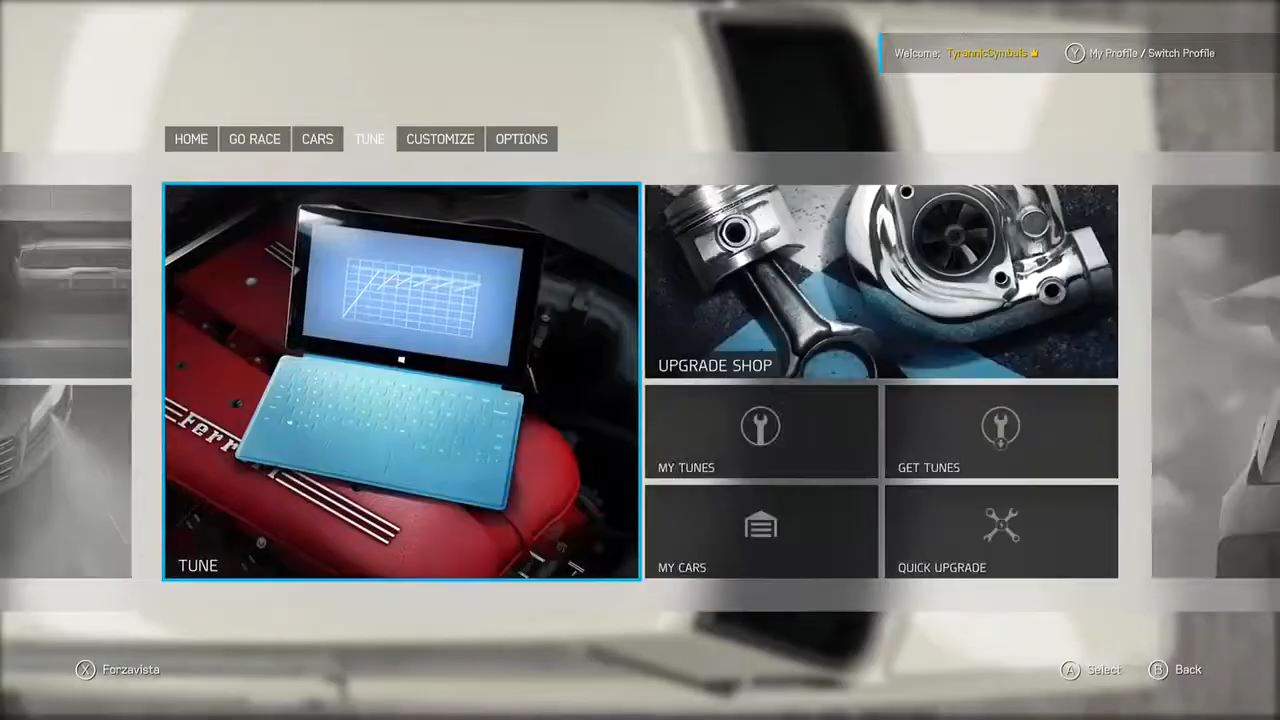 Welcome: TyrannicCymbals
Y My Profile / Switch Profile
HOME
GO RACE
CARS
TUNE
CUSTOMIZE
OPTIONS
UPGRADE SHOP
MY TUNES
GET TUNES
TUNE
MY CARS
QUICK UPGRADE
X Forzavista
A Select
B Back